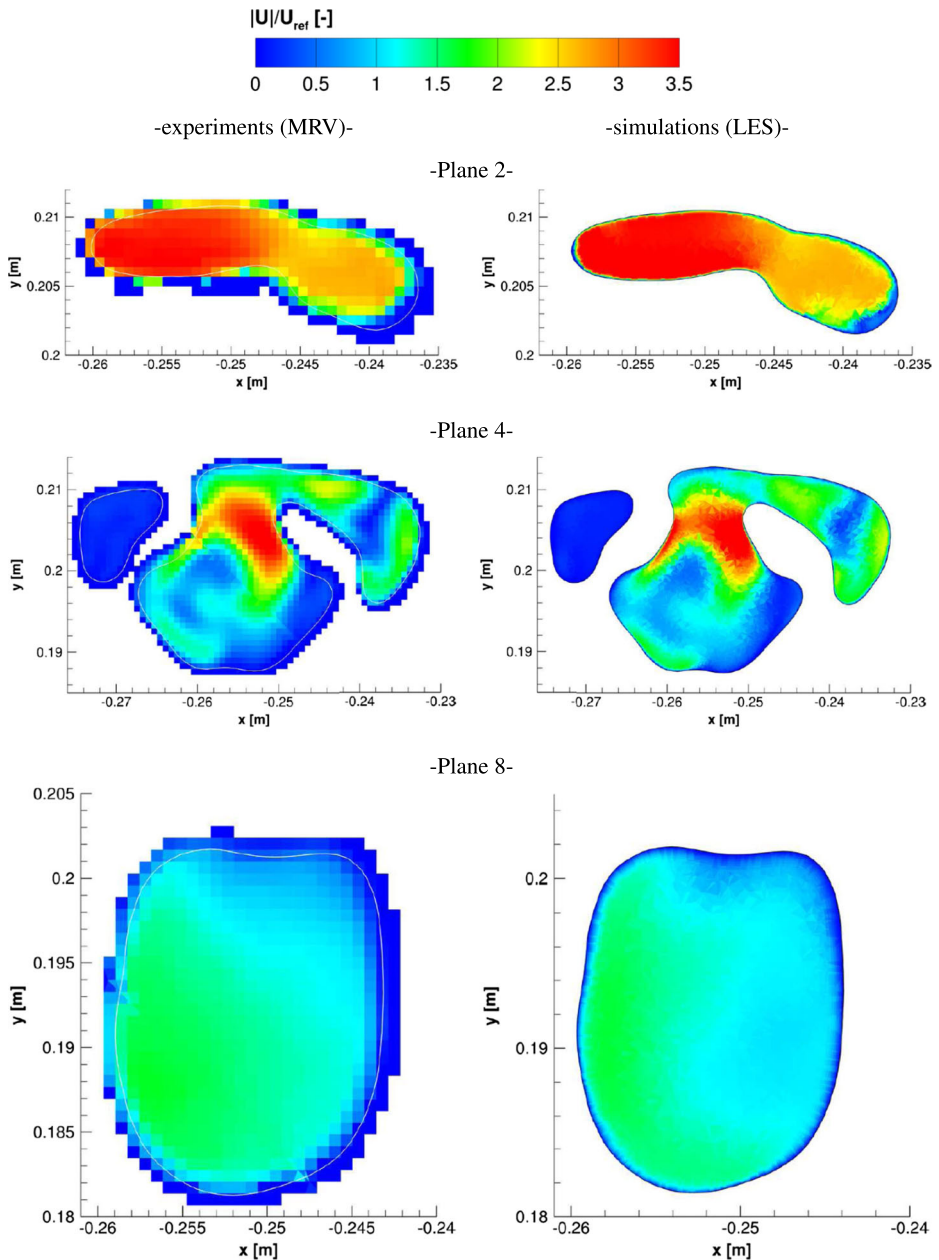 |U|/U_ref [-]
0 0.5 1 1.5 2 2.5 3 3.5
-experiments (MRV)- -simulations (LES)-
-Plane 2-
0.21 0.21
y [m] y [m]
0.205 0.205
0.2 0.2
-0.26 -0.255 -0.25 -0.245 -0.24 -0.235 -0.26 -0.255 -0.25 -0.245 -0.24 -0.235
x [m] x [m]
-Plane 4-
0.21 0.21
y [m] y [m]
0.2 0.2
0.19 0.19
-0.27 -0.26 -0.25 -0.24 -0.23 -0.27 -0.26 -0.25 -0.24 -0.23
x [m] x [m]
-Plane 8-
0.205
0.2 0.2
0.195
y [m] y [m]
0.19 0.19
0.185
0.18 0.18
-0.26 -0.255 -0.25 -0.245 -0.24 -0.26 -0.255 -0.25 -0.245 -0.24
x [m] x [m]